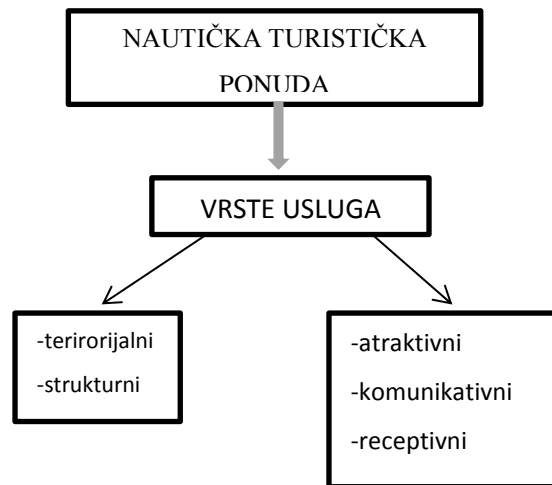 NAUTIČKA TURISTIČKA
PONUDA
VRSTE USLUGA
-terirorijalni
-strukturni
-atraktivni
-komunikativni
-receptivni